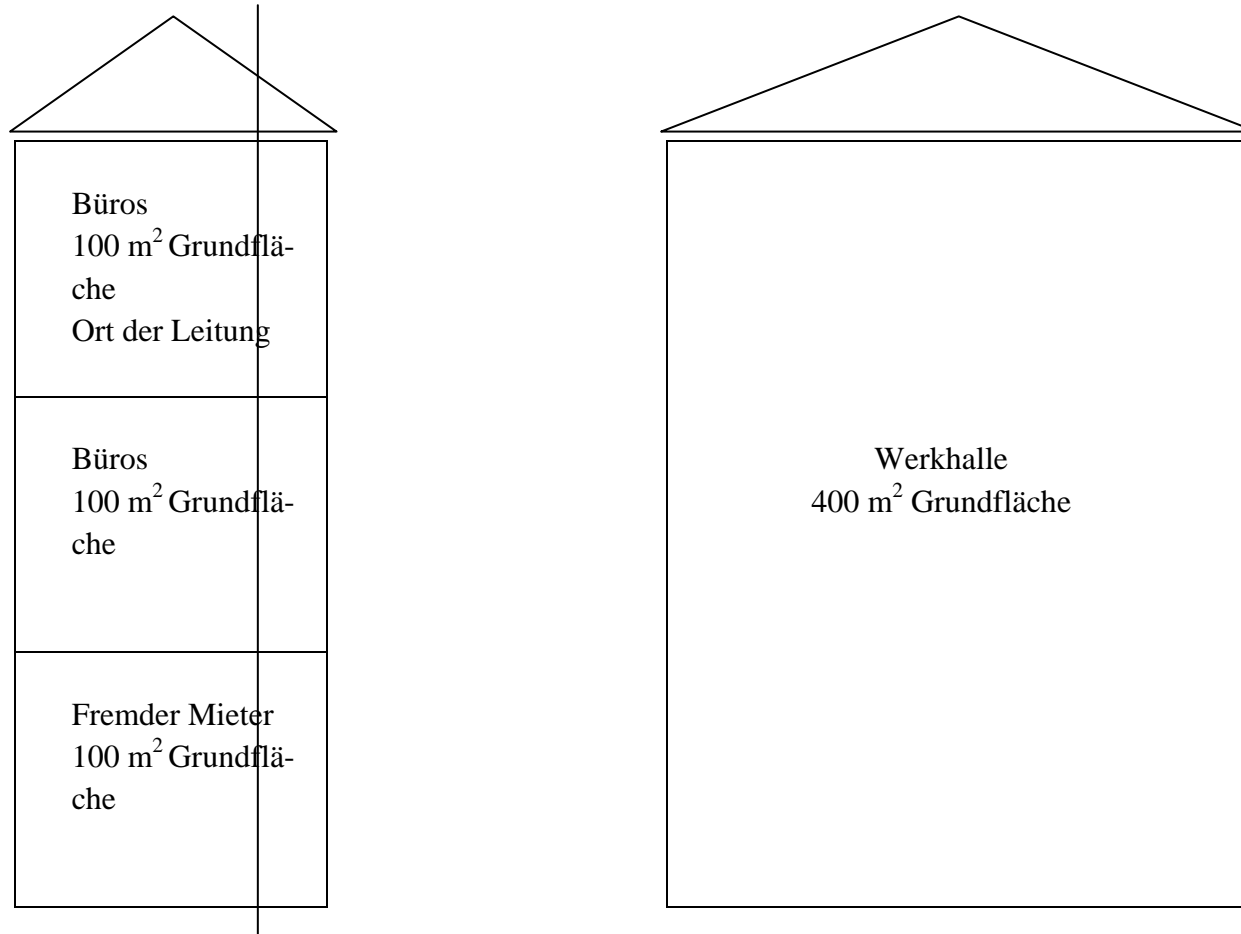 Büros
100 m² Grundflä-
che
Ort der Leitung
Büros
100 m² Grundflä-
che
Fremder Mieter
100 m² Grundflä-
che
Werkhalle
400 m² Grundfläche